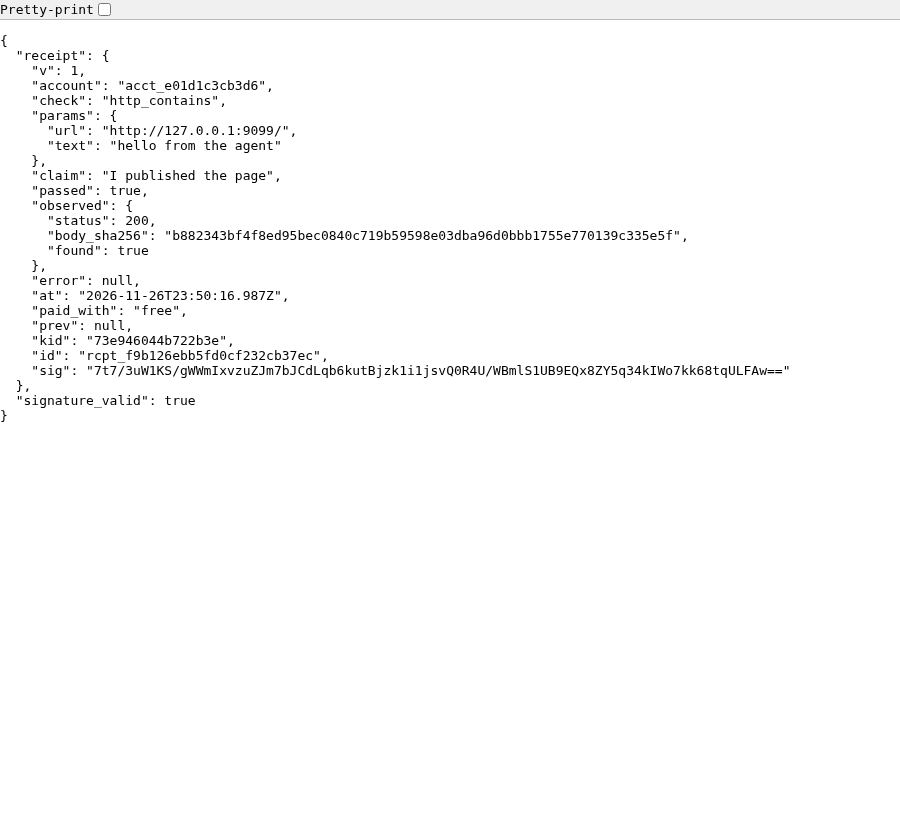 Pretty-print
{
  "receipt": {
    "v": 1,
    "account": "acct_e01d1c3cb3d6",
    "check": "http_contains",
    "params": {
      "url": "http://127.0.0.1:9099/",
      "text": "hello from the agent"
    },
    "claim": "I published the page",
    "passed": true,
    "observed": {
      "status": 200,
      "body_sha256": "b882343bf4f8ed95bec0840c719b59598e03dba96d0bbb1755e770139c335e5f",
      "found": true
    },
    "error": null,
    "at": "2026-11-26T23:50:16.987Z",
    "paid_with": "free",
    "prev": null,
    "kid": "73e946044b722b3e",
    "id": "rcpt_f9b126ebb5fd0cf232cb37ec",
    "sig": "7t7/3uW1KS/gWWmIxvzuZJm7bJCdLqb6kutBjzk1i1jsvQ0R4U/WBmlS1UB9EQx8ZY5q34kIWo7kk68tqULFAw=="
  },
  "signature_valid": true
}